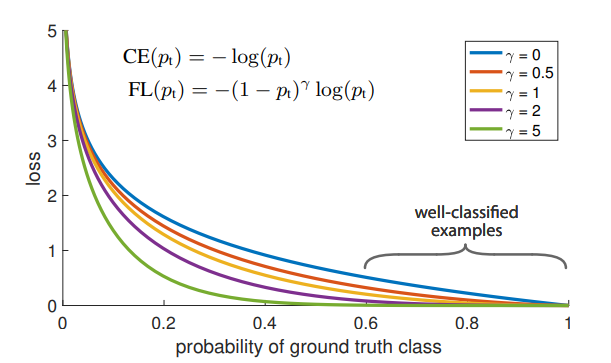 5
4
3
2
1
0
loss
CE(pₜ) = − log(pₜ)
FL(pₜ) = −(1 − pₜ)^γ log(pₜ)
γ = 0
γ = 0.5
γ = 1
γ = 2
γ = 5
well-classified
examples
0
0.2
0.4
0.6
0.8
1
probability of ground truth class